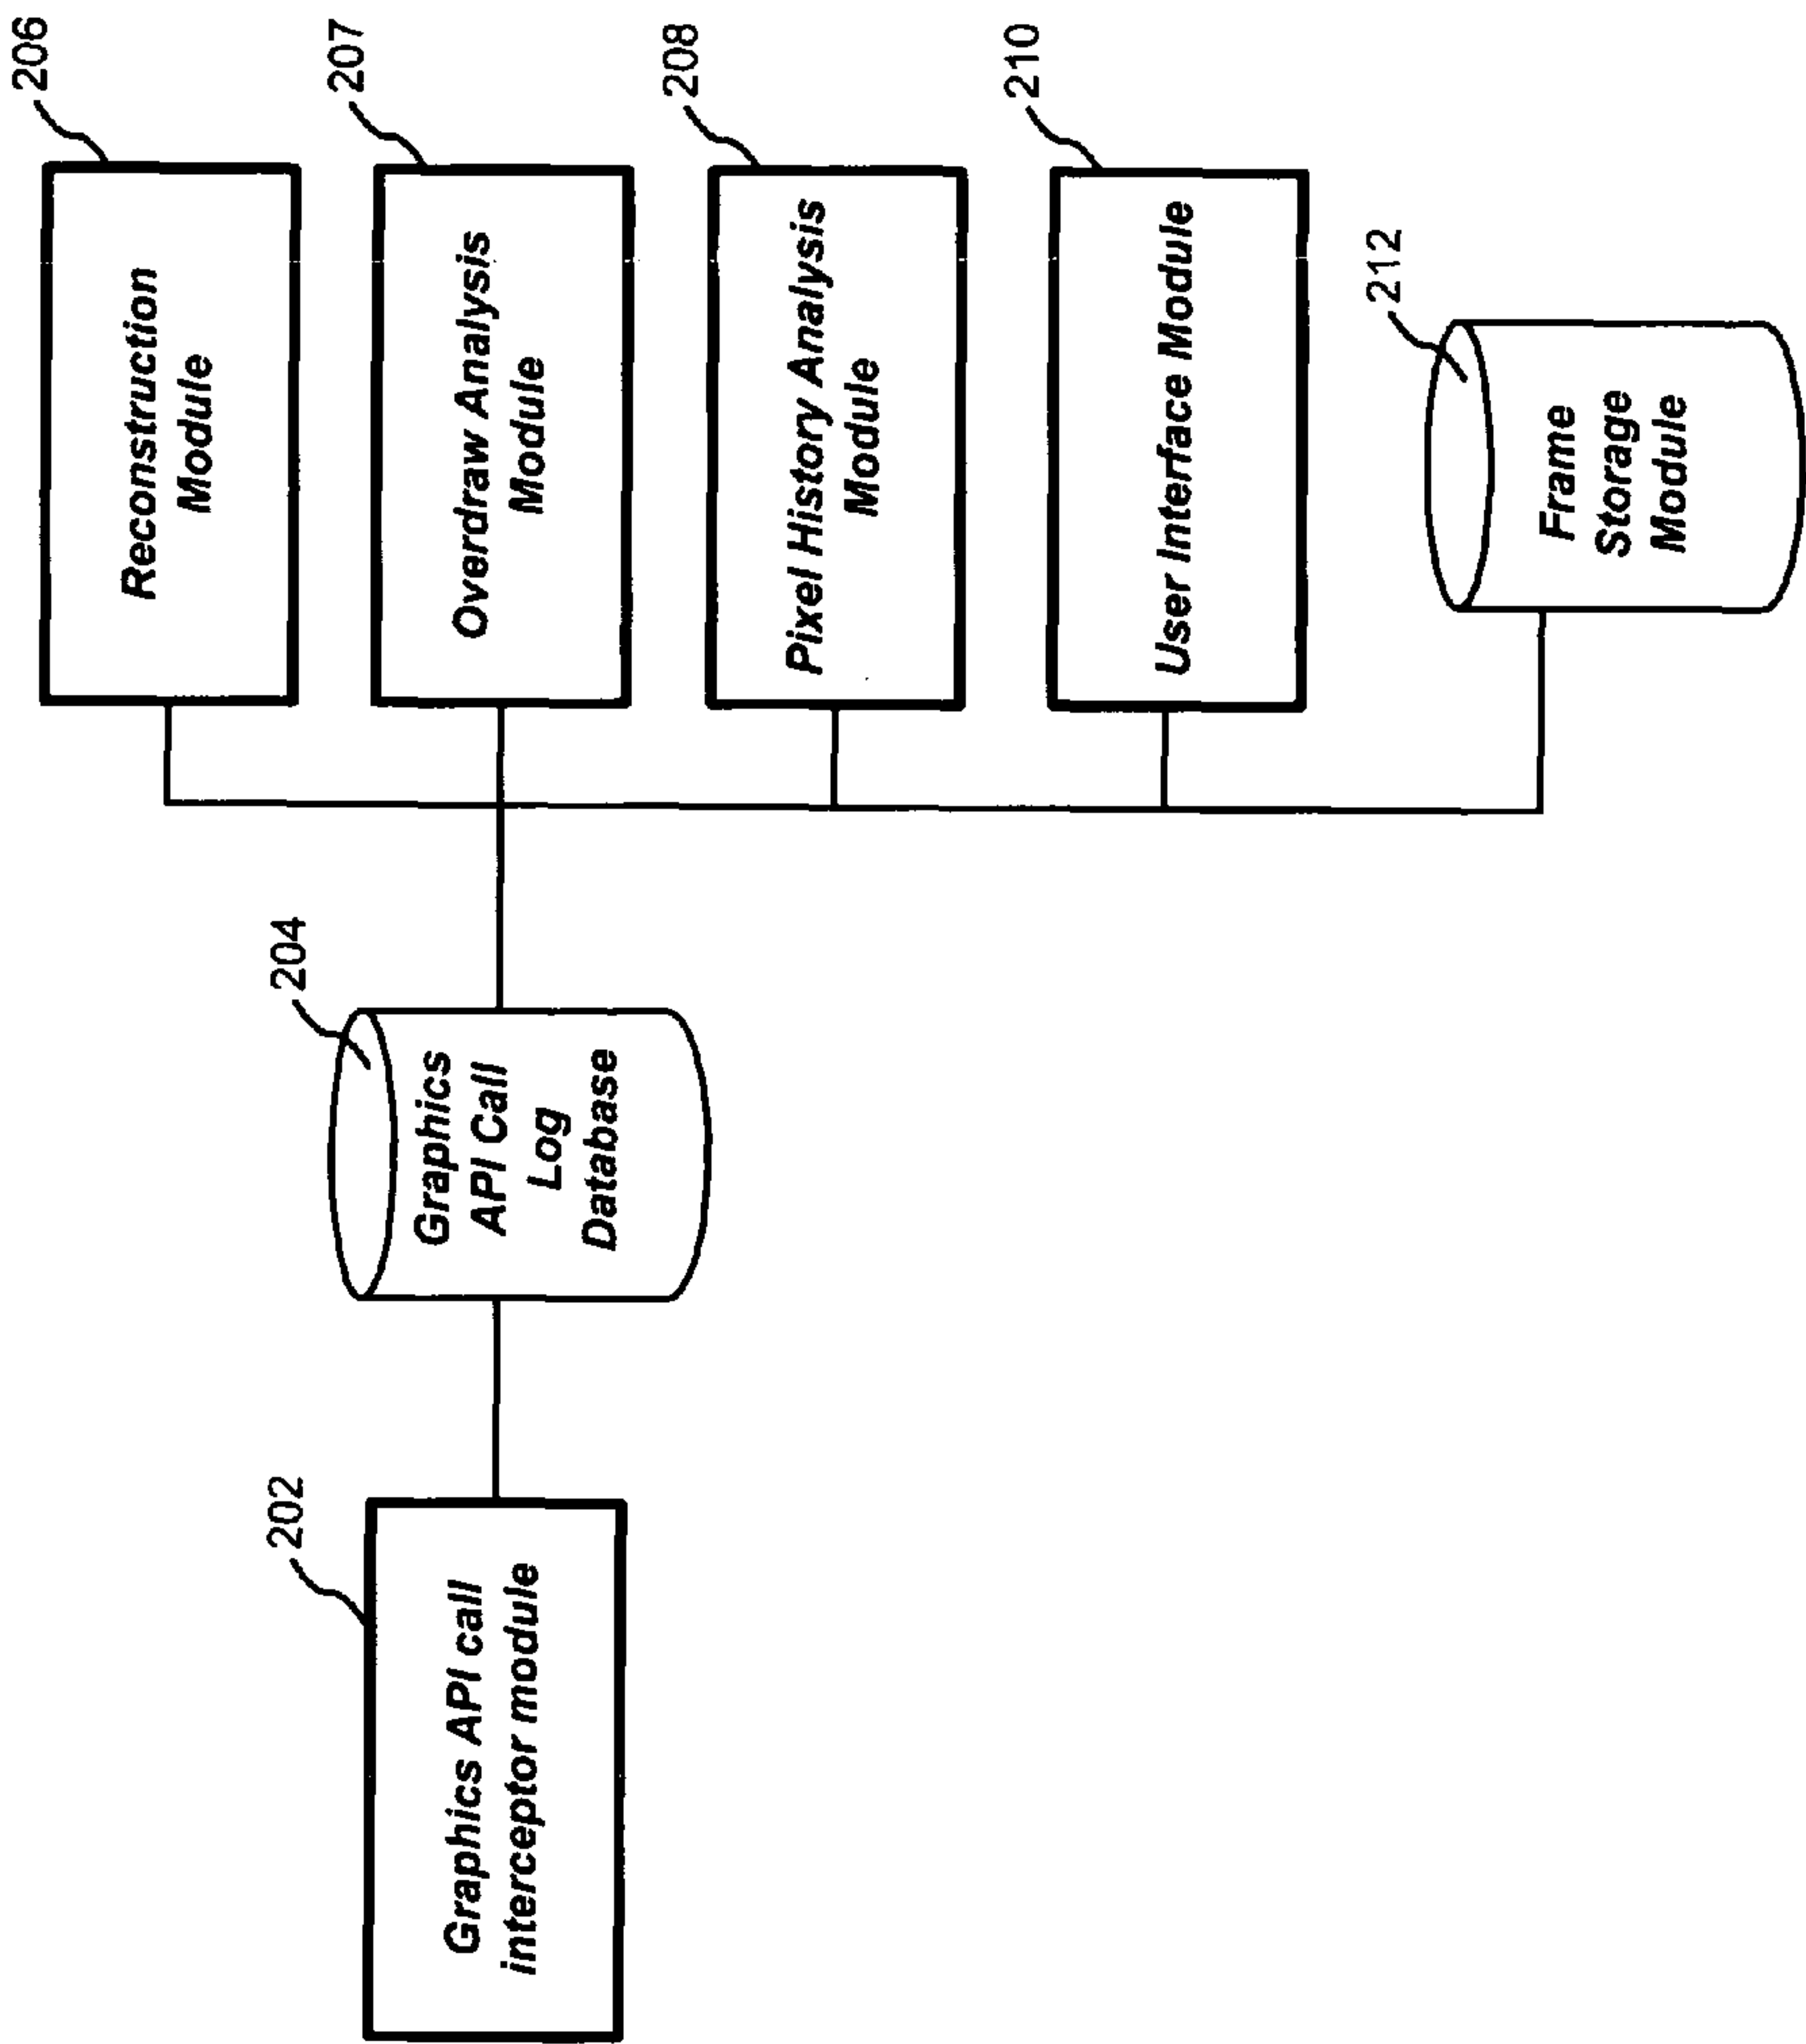 206
Reconstruction
Module
207
Overdraw Analysis
Module
208
Pixel History Analysis
Module
210
User Interface Module
212
Frame
Storage
Module
204
Graphics
API Call
Log
Database
202
Graphics API call
interceptor module